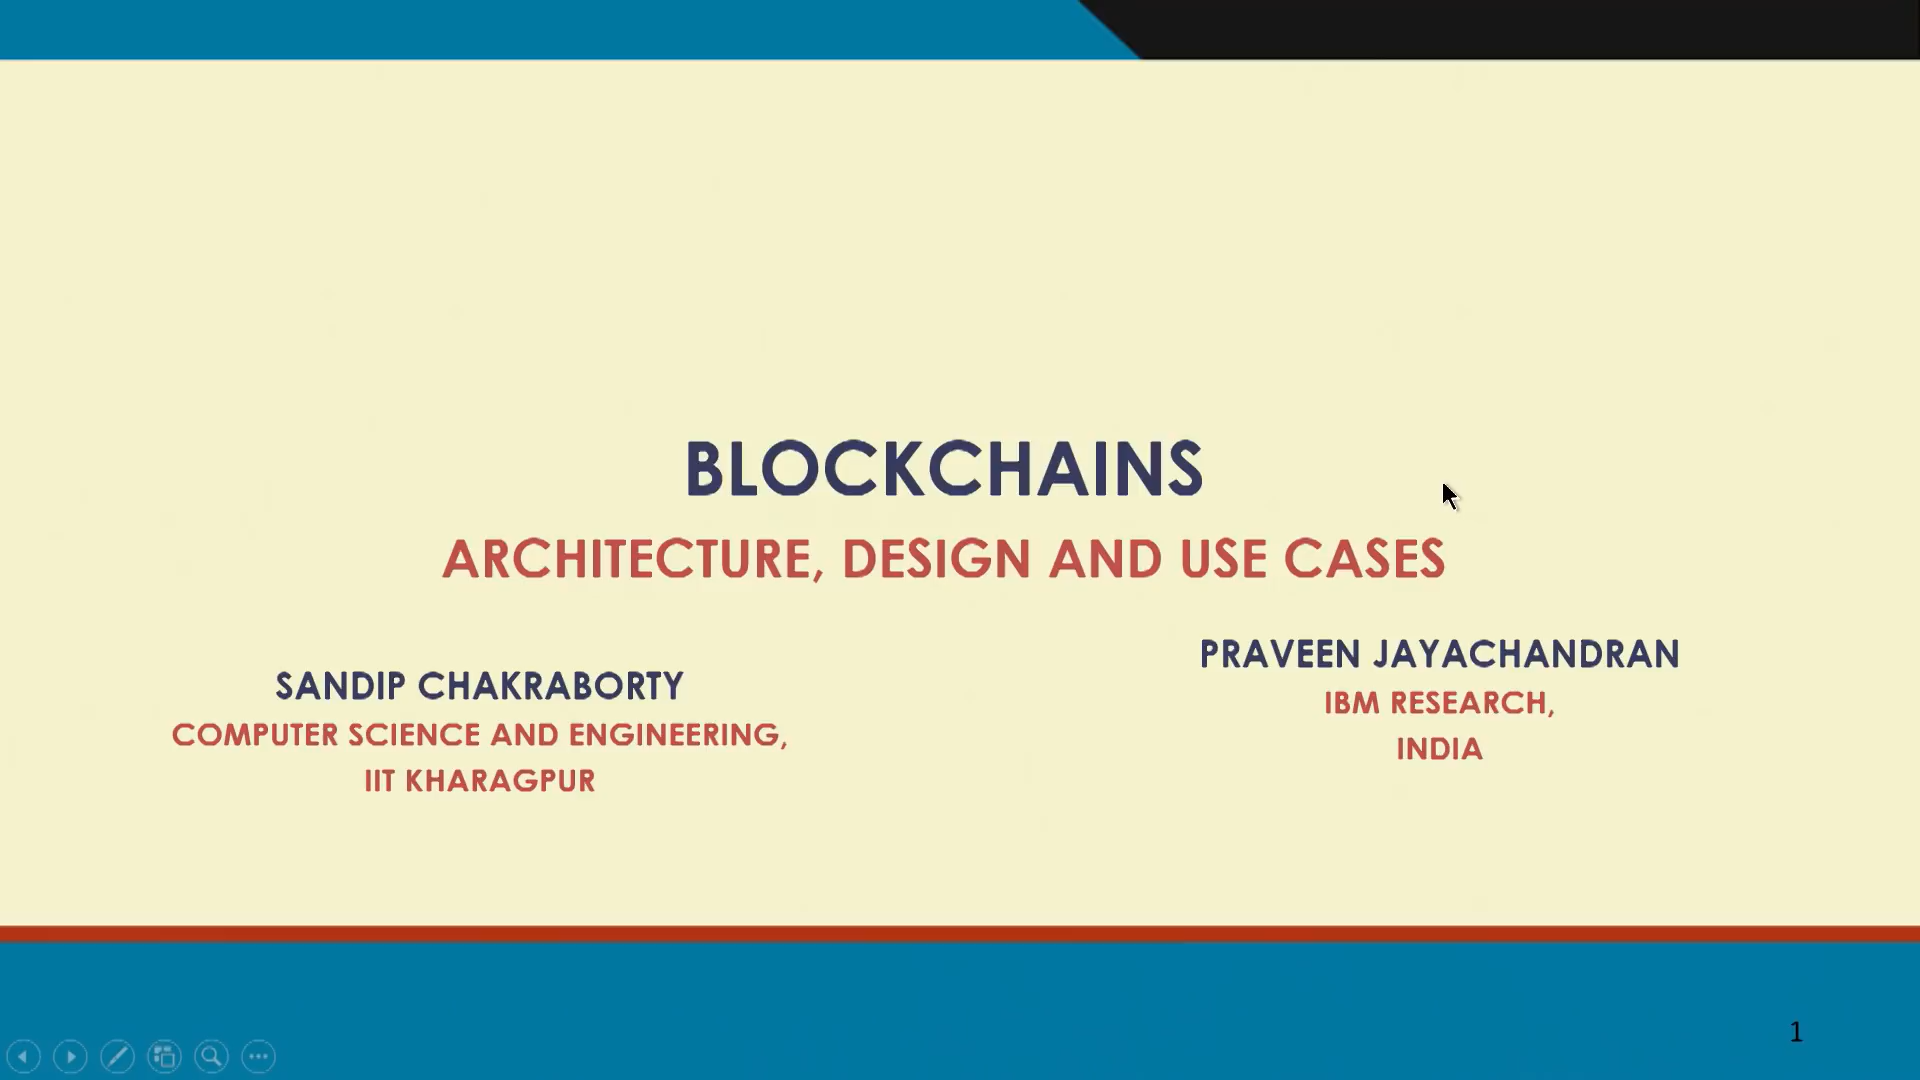 BLOCKCHAINS
ARCHITECTURE, DESIGN AND USE CASES
SANDIP CHAKRABORTY
COMPUTER SCIENCE AND ENGINEERING,
IIT KHARAGPUR
PRAVEEN JAYACHANDRAN
IBM RESEARCH,
INDIA
1